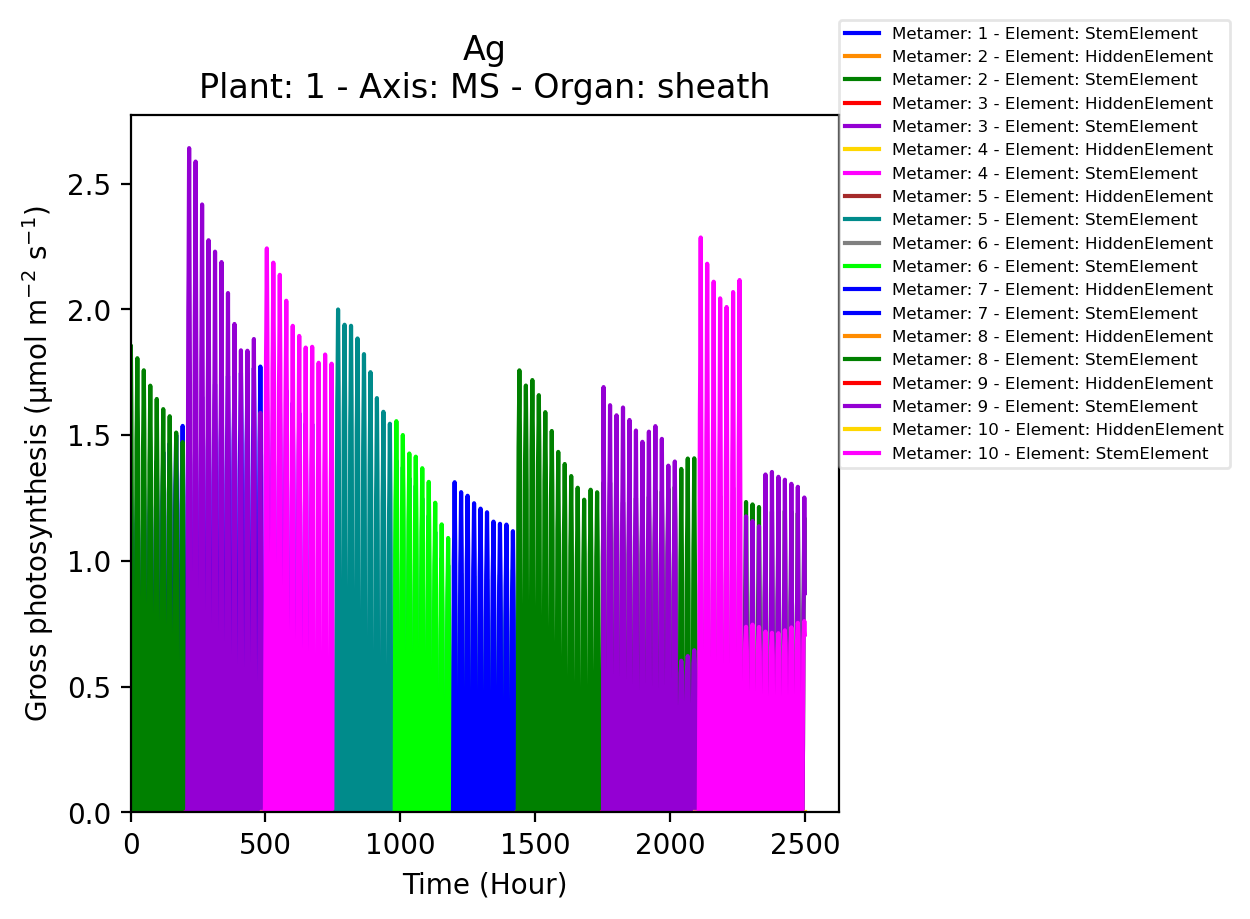 Ag
Plant: 1 - Axis: MS - Organ: sheath
Metamer: 1 - Element: StemElement
Metamer: 2 - Element: HiddenElement
Metamer: 2 - Element: StemElement
Metamer: 3 - Element: HiddenElement
Metamer: 3 - Element: StemElement
Metamer: 4 - Element: HiddenElement
Metamer: 4 - Element: StemElement
Metamer: 5 - Element: HiddenElement
Metamer: 5 - Element: StemElement
Metamer: 6 - Element: HiddenElement
Metamer: 6 - Element: StemElement
Metamer: 7 - Element: HiddenElement
Metamer: 7 - Element: StemElement
Metamer: 8 - Element: HiddenElement
Metamer: 8 - Element: StemElement
Metamer: 9 - Element: HiddenElement
Metamer: 9 - Element: StemElement
Metamer: 10 - Element: HiddenElement
Metamer: 10 - Element: StemElement
Gross photosynthesis (µmol m⁻² s⁻¹)
2.5
2.0
1.5
1.0
0.5
0.0
0 500 1000 1500 2000 2500
Time (Hour)